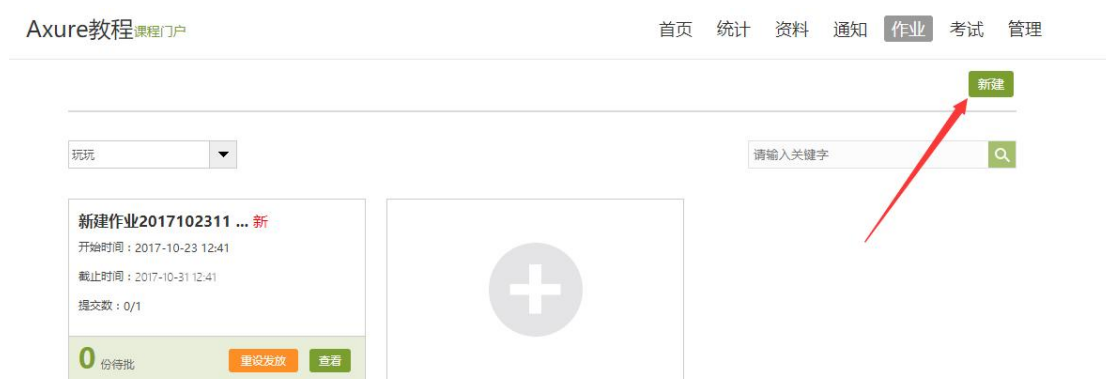 Axure教程课程门户 首页 统计 资料 通知 作业 考试 管理
新建
玩玩 请输入关键字
新建作业2017102311 ... 新
开始时间：2017-10-23 12:41
截止时间：2017-10-31 12:41
提交数：0/1
0 份待批 重设发放 查看